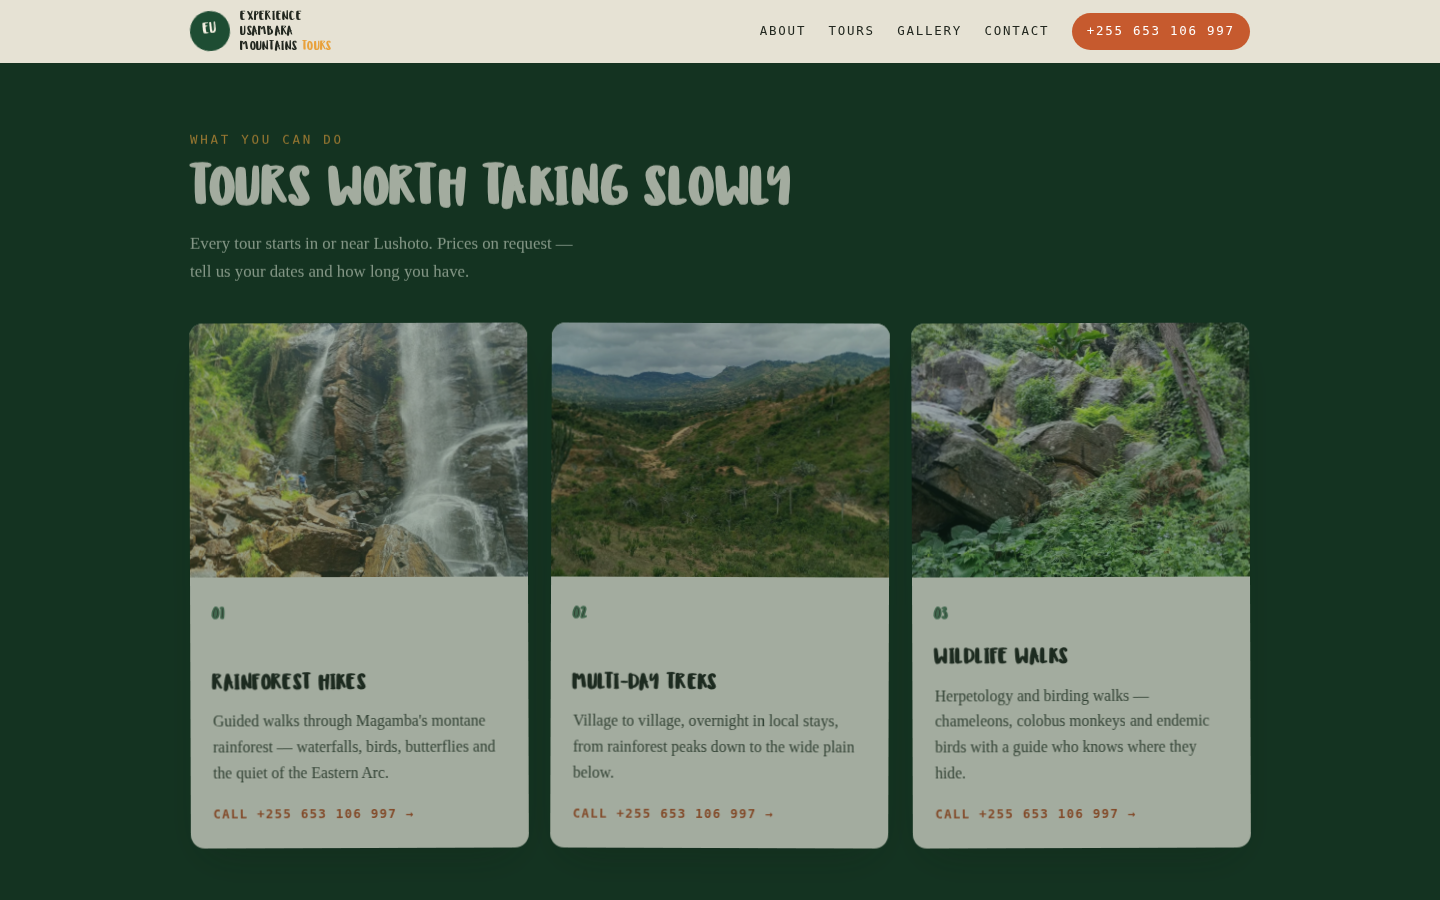 EU
EXPERIENCE
USAMBARA
MOUNTAINS TOURS
ABOUT
TOURS
GALLERY
CONTACT
+255 653 106 997
WHAT YOU CAN DO
TOURS WORTH TAKING SLOWLY
Every tour starts in or near Lushoto. Prices on request —
tell us your dates and how long you have.
01
RAINFOREST HIKES
Guided walks through Magamba's montane
rainforest — waterfalls, birds, butterflies and
the quiet of the Eastern Arc.
CALL +255 653 106 997 →
02
MULTI-DAY TREKS
Village to village, overnight in local stays,
from rainforest peaks down to the wide plain
below.
CALL +255 653 106 997 →
03
WILDLIFE WALKS
Herpetology and birding walks —
chameleons, colobus monkeys and endemic
birds with a guide who knows where they
hide.
CALL +255 653 106 997 →